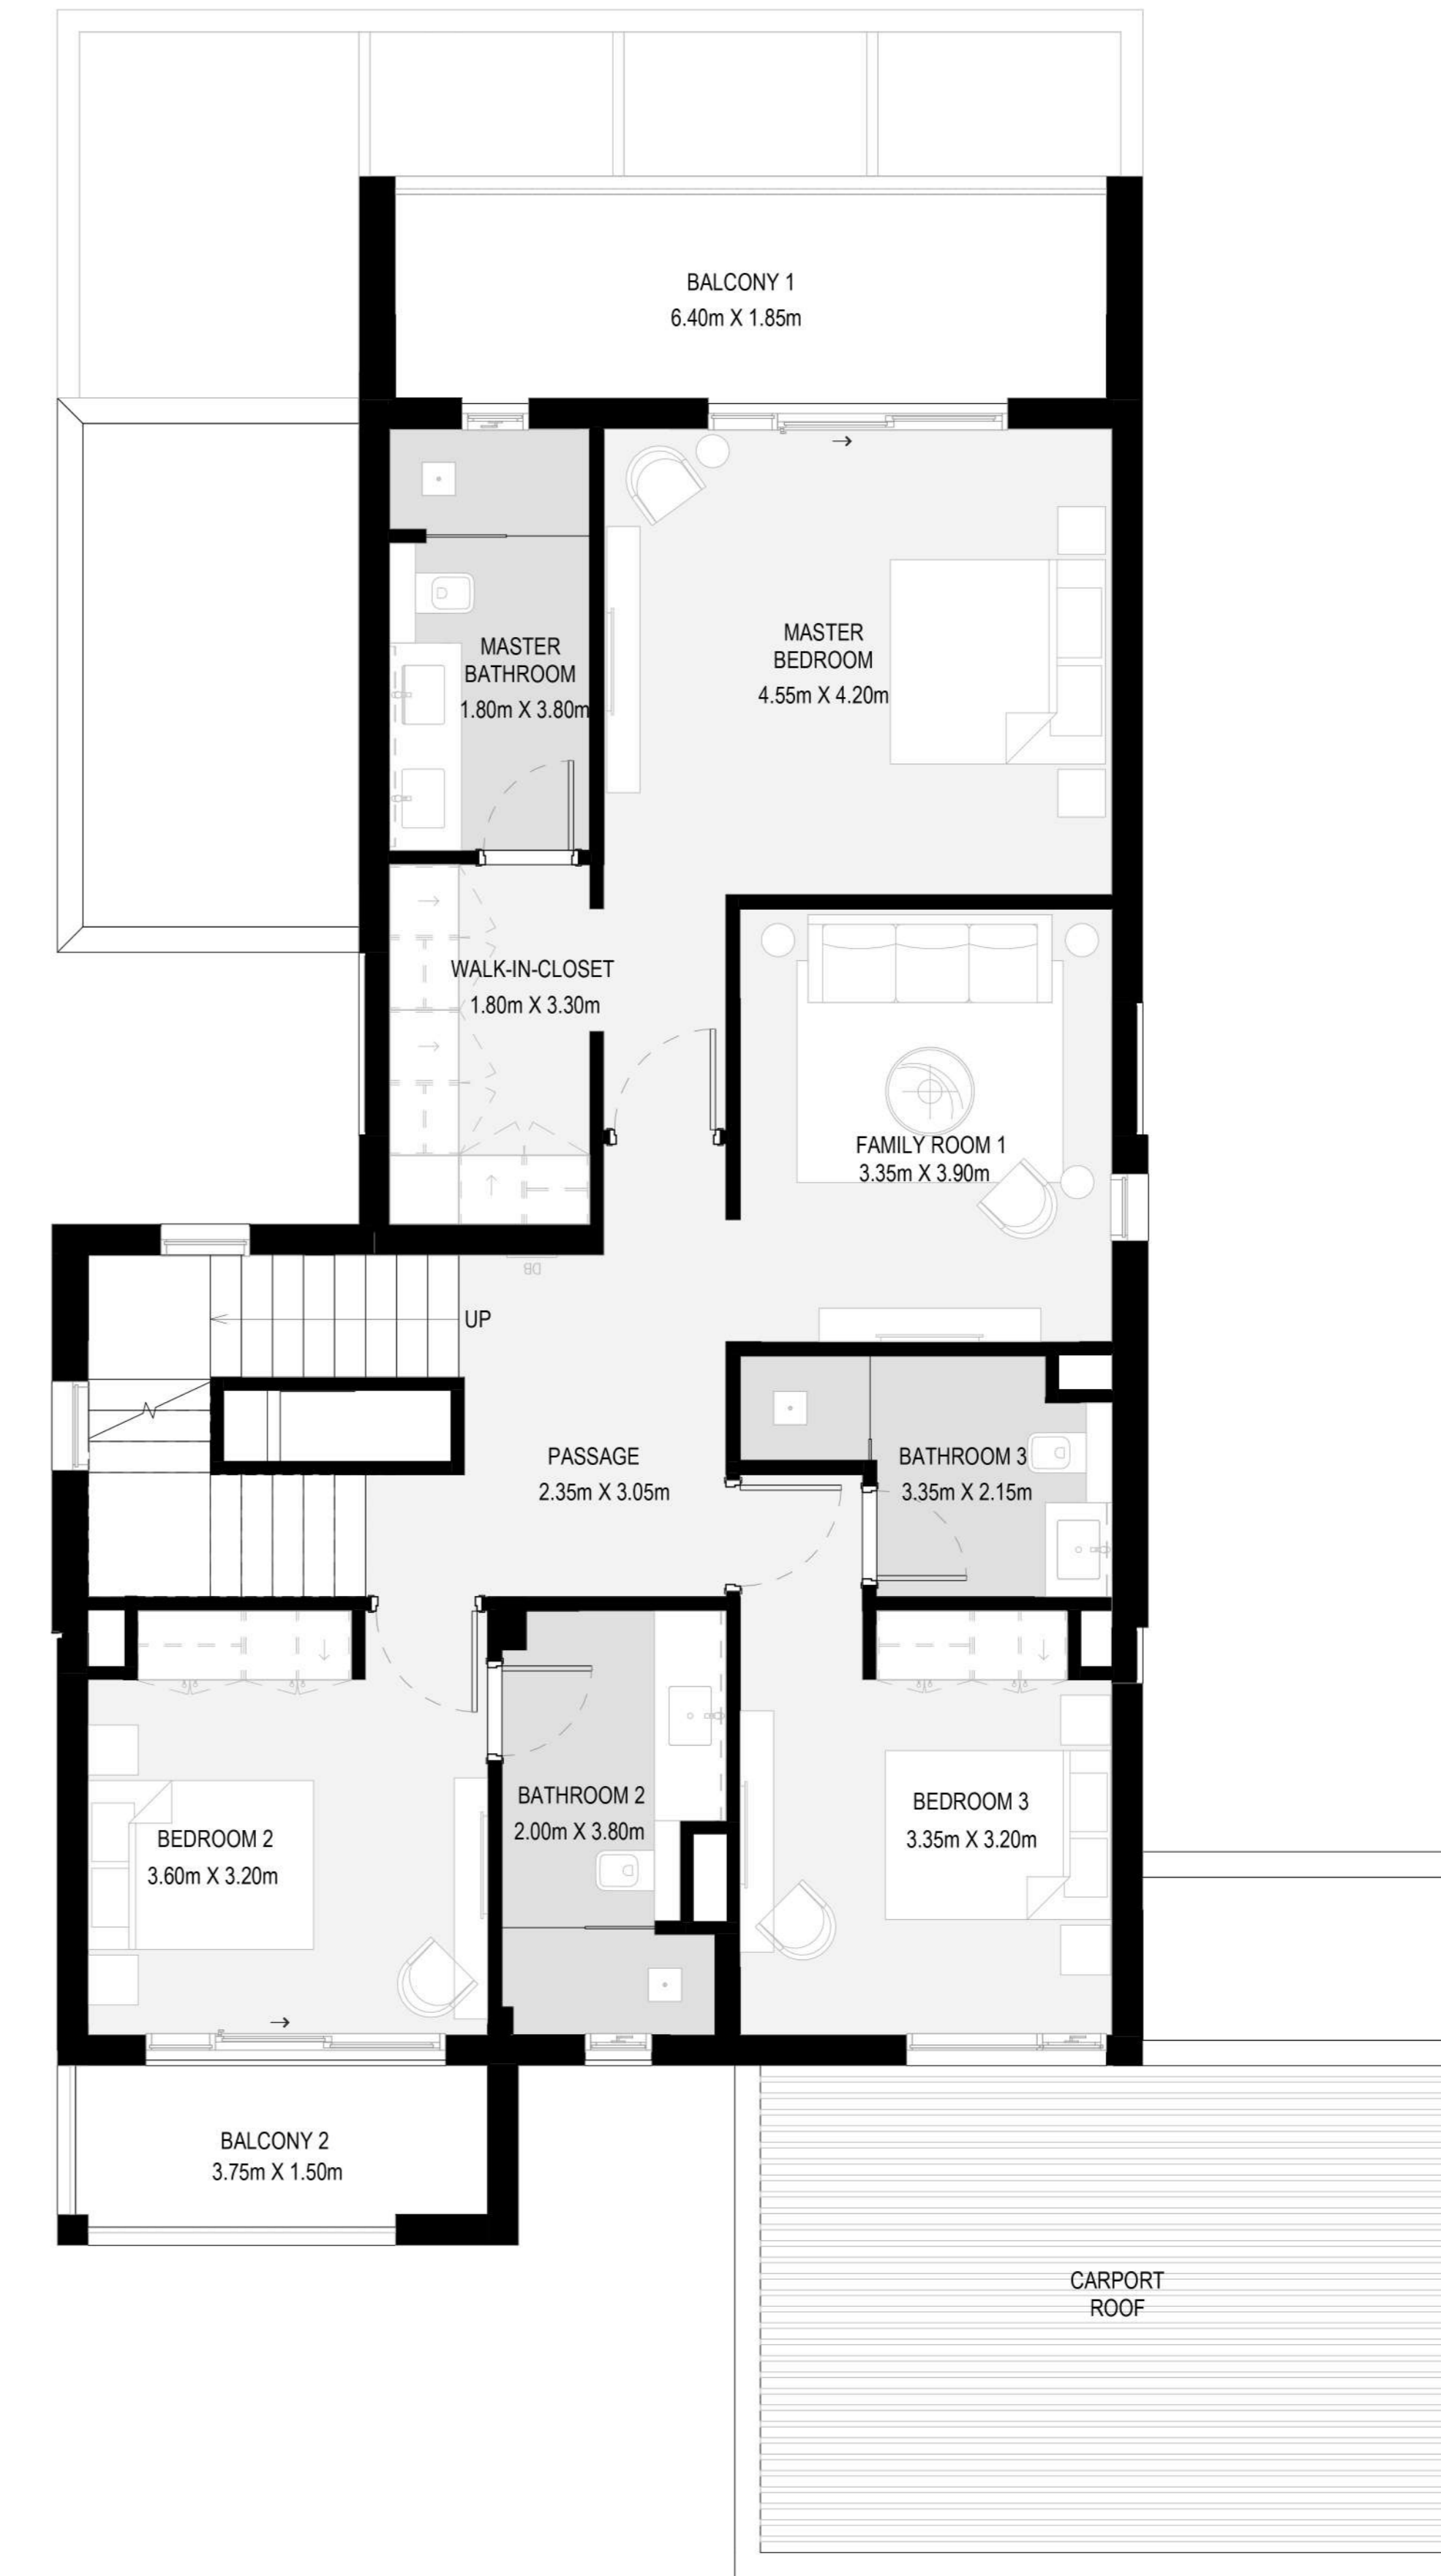 BALCONY 1
6.40m X 1.85m
MASTER
BATHROOM
1.80m X 3.80m
MASTER
BEDROOM
4.55m X 4.20m
WALK-IN-CLOSET
1.80m X 3.30m
FAMILY ROOM 1
3.35m X 3.90m
DB
UP
PASSAGE
2.35m X 3.05m
BATHROOM 3
3.35m X 2.15m
BATHROOM 2
2.00m X 3.80m
BEDROOM 3
3.35m X 3.20m
BEDROOM 2
3.60m X 3.20m
BALCONY 2
3.75m X 1.50m
CARPORT
ROOF